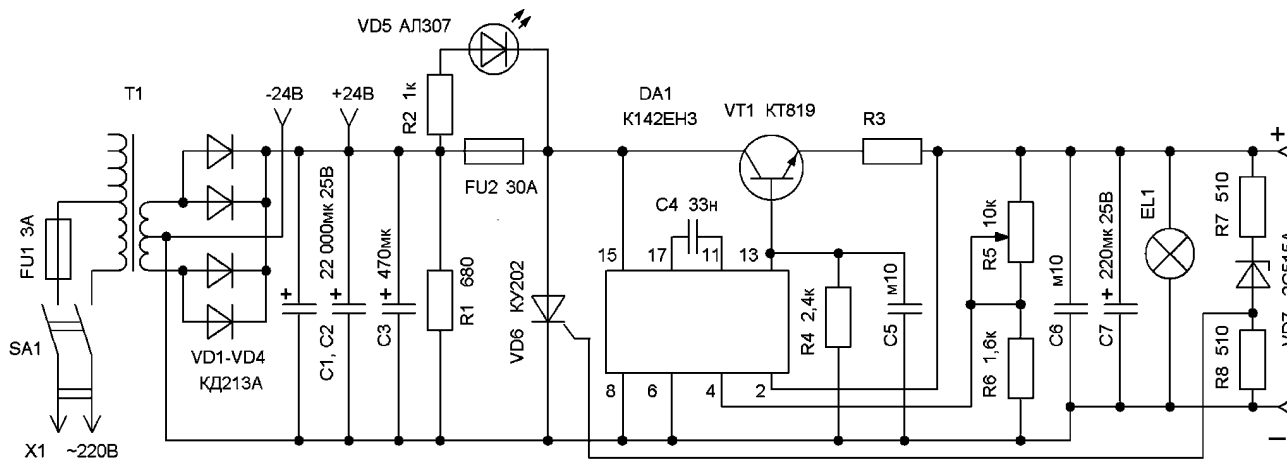 VD5 АЛ307
T1
-24В
+24В
R2 1к
DA1
К142ЕН3
VT1 КТ819
R3
FU2 30А
FU1 3А
C4 33н
15
17
11
13
R5 10к
EL1
R7 510
+
+
+
+
C1, C2 22 000мк 25В
C3 470мк
R1 680
VD6 КУ202
R4 2,4к
C5 м10
R6 1,6к
C6 м10
C7 220мк 25В
R8 510
SA1
VD1-VD4
КД213А
8
6
4
2
X1 ~220В
+
−